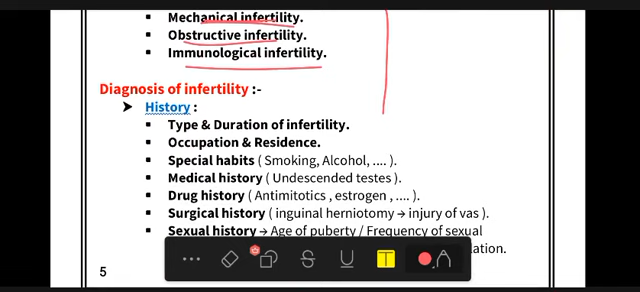 ▪ Mechanical infertility.
▪ Obstructive infertility.
▪ Immunological infertility.
Diagnosis of infertility :-
➤ History :
▪ Type & Duration of infertility.
▪ Occupation & Residence.
▪ Special habits ( Smoking, Alcohol, .... ).
▪ Medical history ( Undescended testes ).
▪ Drug history ( Antimitotics , estrogen , .... ).
▪ Surgical history ( inguinal herniotomy → injury of vas ).
▪ Sexual history → Age of puberty / Frequency of sexual
5